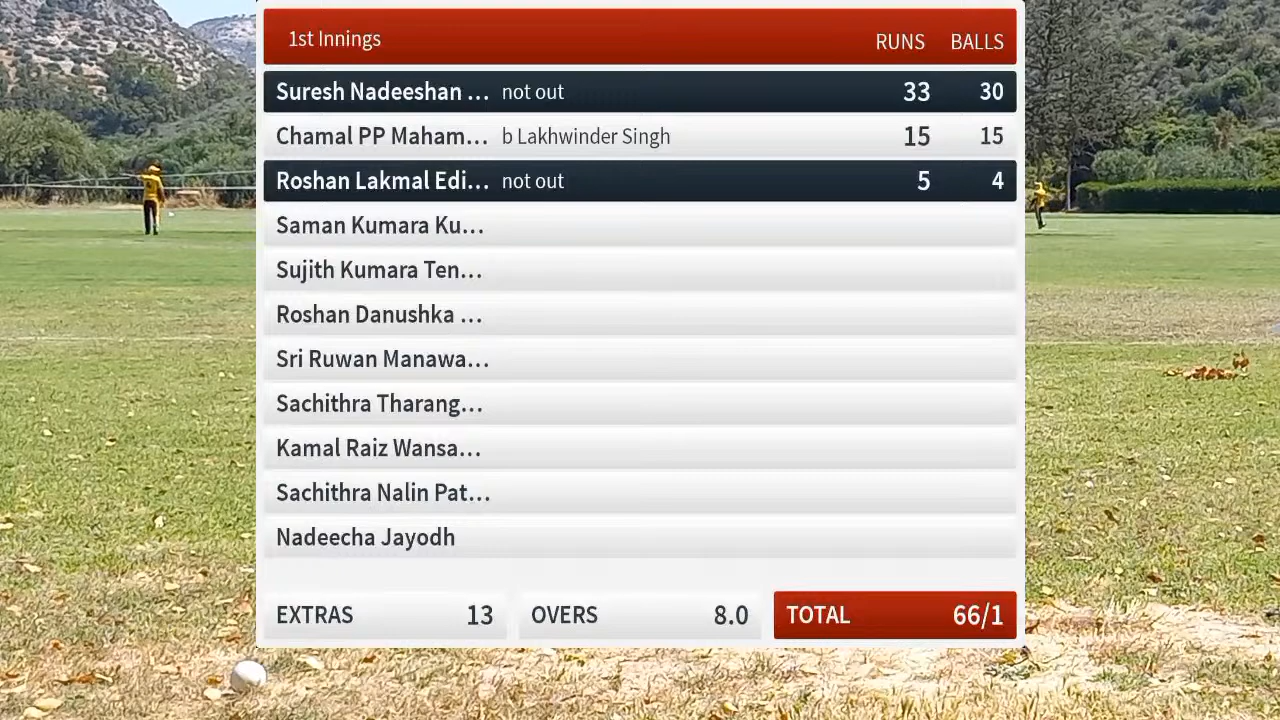 1st Innings RUNS BALLS
Suresh Nadeeshan ... not out 33 30
Chamal PP Maham... b Lakhwinder Singh 15 15
Roshan Lakmal Edi... not out 5 4
Saman Kumara Ku...
Sujith Kumara Ten...
Roshan Danushka ...
Sri Ruwan Manawa...
Sachithra Tharang...
Kamal Raiz Wansa...
Sachithra Nalin Pat...
Nadeecha Jayodh
EXTRAS 13 OVERS 8.0 TOTAL 66/1